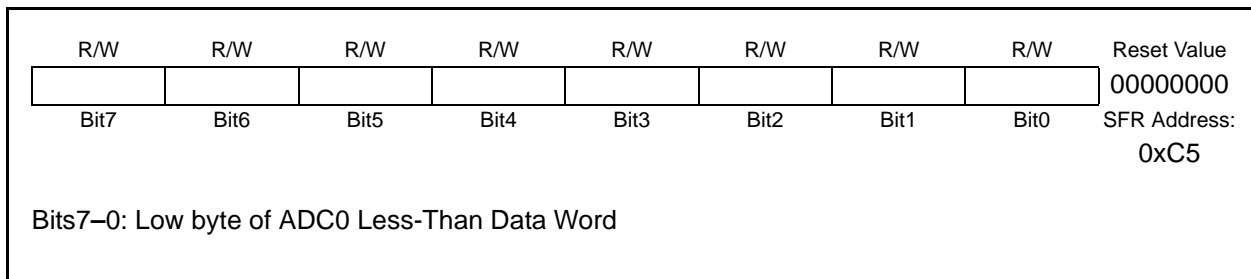 R/W R/W R/W R/W R/W R/W R/W R/W Reset Value
00000000
Bit7 Bit6 Bit5 Bit4 Bit3 Bit2 Bit1 Bit0 SFR Address:
0xC5
Bits7–0: Low byte of ADC0 Less-Than Data Word